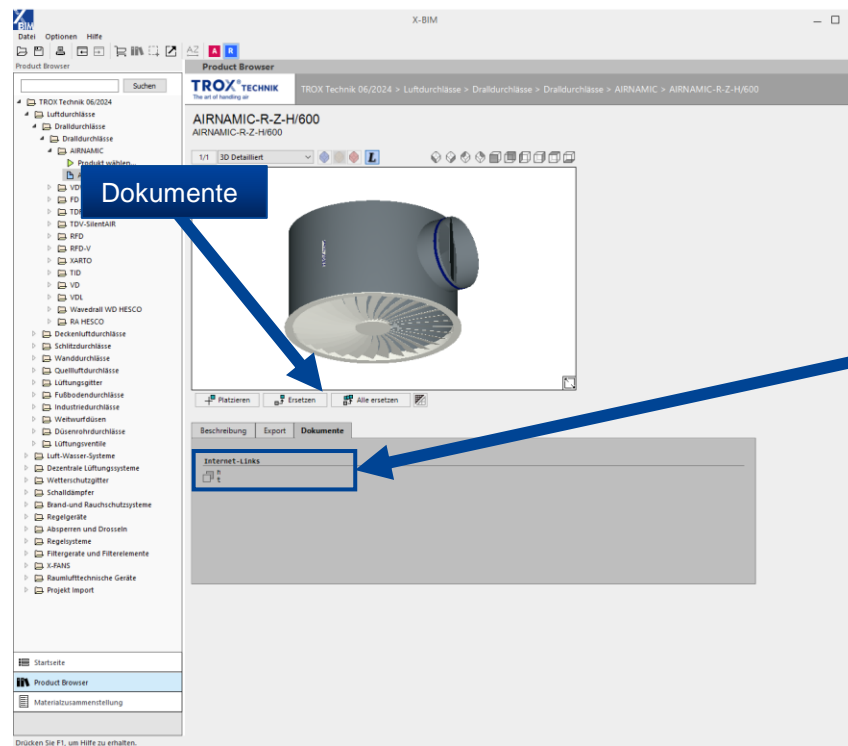 X-BIM
X
BIM
Datei Optionen Hilfe
AZ A R
Product Browser
Suchen
TROX Technik 06/2024
Luftdurchlässe
Dralldurchlässe
Dralldurchlässe
AIRNAMIC
Produkt wählen...
FD
TDV-SilentAIR
RFD
RFD-V
XARTO
TID
VD
VDL
Wavedrall WD HESCO
RA HESCO
Deckenluftdurchlässe
Schlitzdurchlässe
Wanddurchlässe
Quellluftdurchlässe
Lüftungsgitter
Fußbodendurchlässe
Industriedurchlässe
Weitwurfdüsen
Düsenrohrdurchlässe
Lüftungsventile
Luft-Wasser-Systeme
Dezentrale Lüftungssysteme
Wetterschutzgitter
Schalldämpfer
Brand-und Rauchschutzsysteme
Regelgeräte
Absperren und Drosseln
Regelsysteme
Filtergerate und Filterelemente
X-FANS
Raumlufttechnische Geräte
Projekt Import
Startseite
Product Browser
Materialzusammenstellung
Drücken Sie F1, um Hilfe zu erhalten.
Product Browser
TROX® TECHNIK
The art of handling air
TROX Technik 06/2024 > Luftdurchlässe > Dralldurchlässe > Dralldurchlässe > AIRNAMIC > AIRNAMIC-R-Z-H/600
AIRNAMIC-R-Z-H/600
AIRNAMIC-R-Z-H/600
1/1 3D Detailliert L
Dokumente
Platzieren Ersetzen Alle ersetzen
Beschreibung Export Dokumente
Internet-Links
h
t